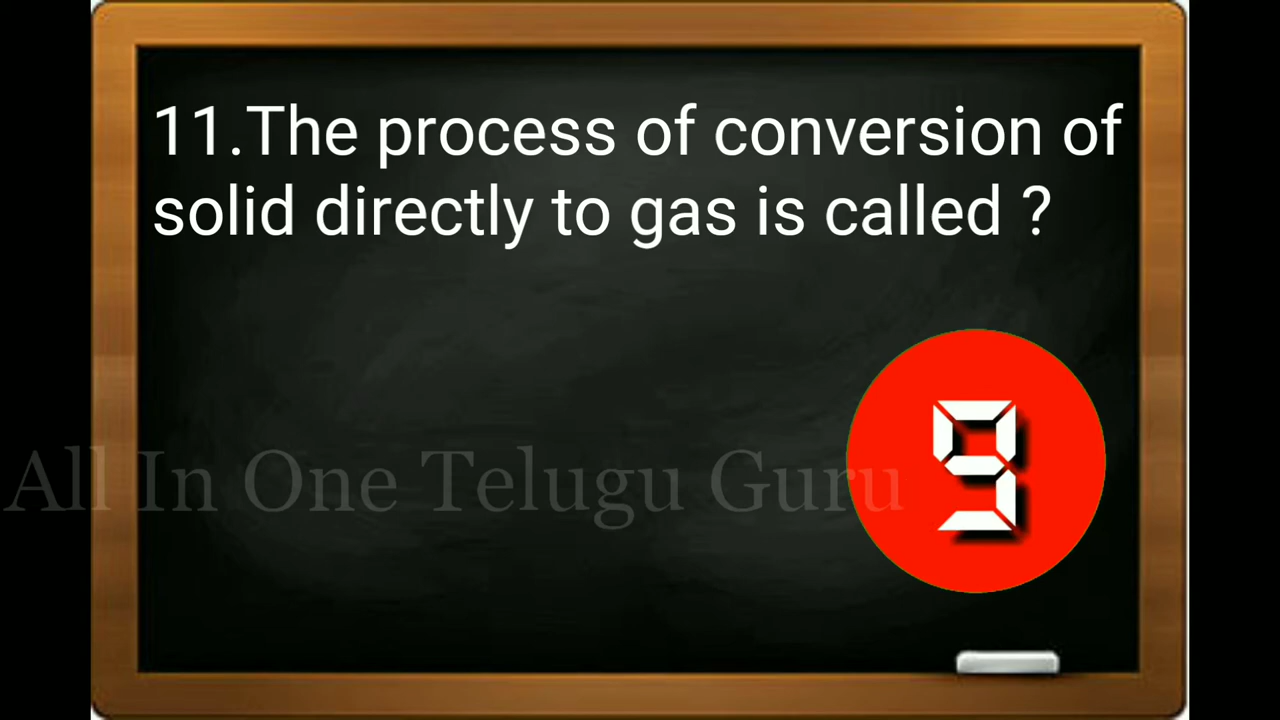 11.The process of conversion of
solid directly to gas is called ?
9
All In One Telugu Guru